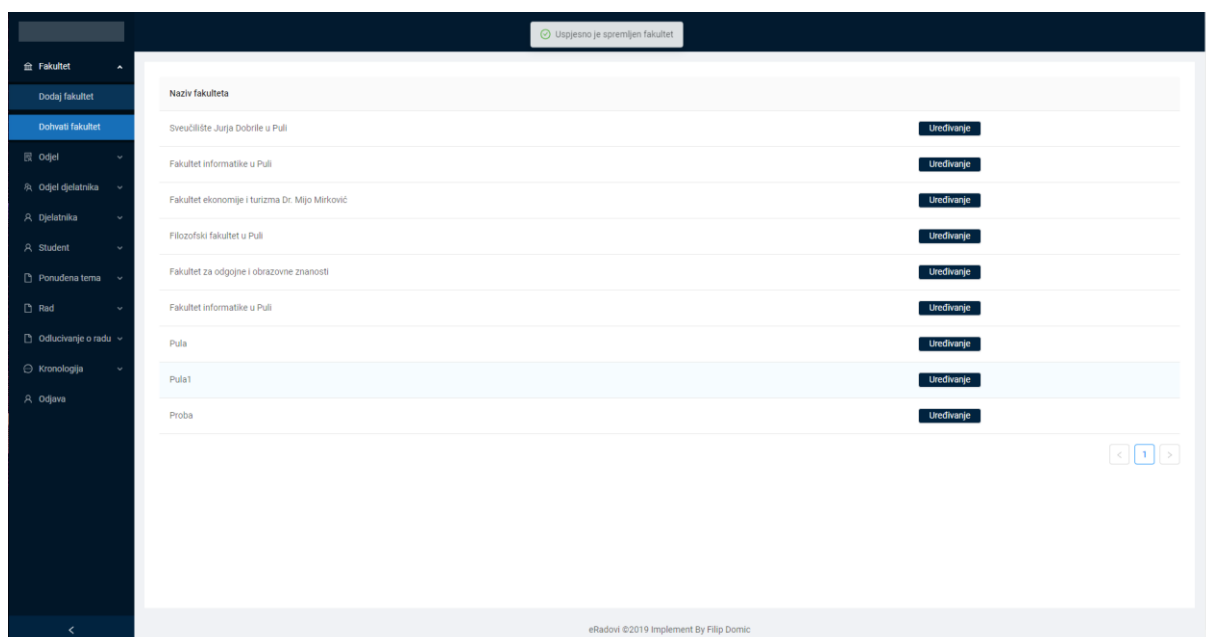 Uspjesno je spremljen fakultet
Fakultet
Dodaj fakultet
Dohvati fakultet
Odjel
Odjel djelatnika
Djelatnika
Student
Ponuđena tema
Rad
Odlucivanje o radu
Kronologija
Odjava
Naziv fakulteta
Sveučilište Jurja Dobrile u Puli Uređivanje
Fakultet informatike u Puli Uređivanje
Fakultet ekonomije i turizma Dr. Mijo Mirković Uređivanje
Filozofski fakultet u Puli Uređivanje
Fakultet za odgojne i obrazovne znanosti Uređivanje
Fakultet informatike u Puli Uređivanje
Pula Uređivanje
Pula1 Uređivanje
Proba Uređivanje
< 1 >
<
eRadovi ©2019 Implement By Filip Domic